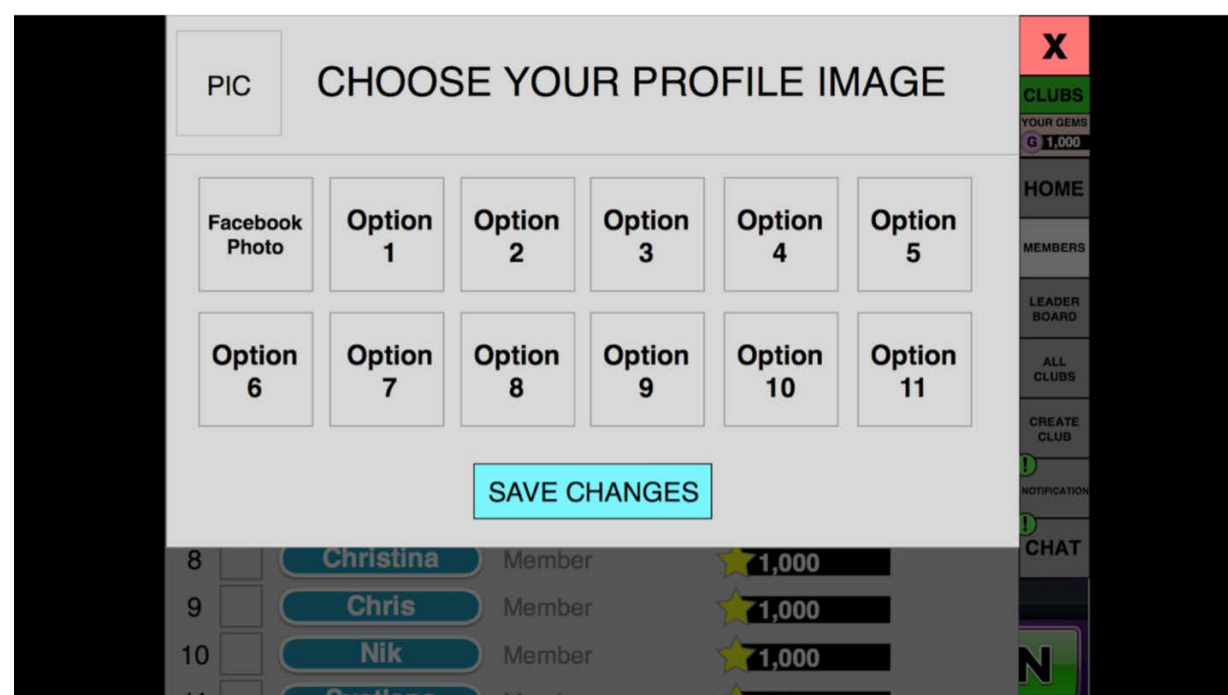 PIC
CHOOSE YOUR PROFILE IMAGE
X
CLUBS
YOUR GEMS
G 1,000
HOME
MEMBERS
LEADER
BOARD
ALL
CLUBS
CREATE
CLUB
!
NOTIFICATION
!
CHAT
Facebook
Photo
Option
1
Option
2
Option
3
Option
4
Option
5
Option
6
Option
7
Option
8
Option
9
Option
10
Option
11
SAVE CHANGES
8 Christina Member 1,000
9 Chris Member 1,000
10 Nik Member 1,000
N